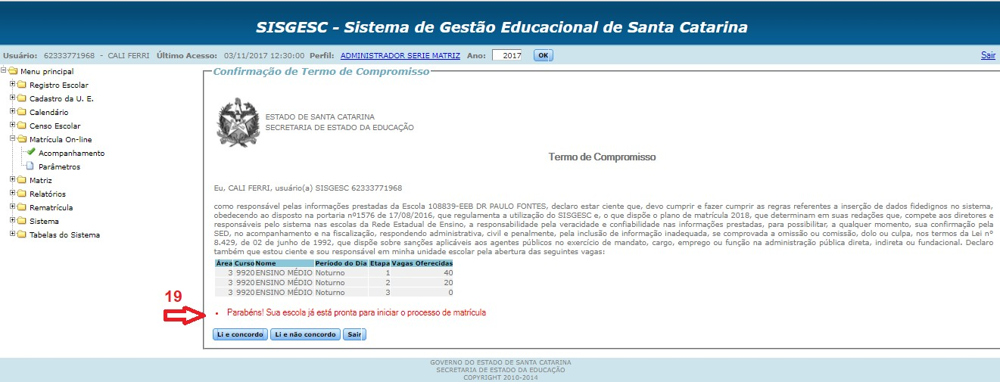 SISGESC - Sistema de Gestão Educacional de Santa Catarina
Usuário: 62333771968 - CALI FERRI Último Acesso: 03/11/2017 12:30:00 Perfil: ADMINISTRADOR SERIE MATRIZ Ano: 2017 OK Sair
Menu principal
Registro Escolar
Cadastro da U. E.
Calendário
Censo Escolar
Matrícula On-line
Acompanhamento
Parâmetros
Matriz
Relatórios
Rematrícula
Sistema
Tabelas do Sistema
Confirmação de Termo de Compromisso
ESTADO DE SANTA CATARINA
SECRETARIA DE ESTADO DA EDUCAÇÃO
Termo de Compromisso
Eu, CALI FERRI, usuário(a) SISGESC 62333771968
como responsável pelas informações prestadas da Escola 108839-EEB DR PAULO FONTES, declaro estar ciente que, devo cumprir e fazer cumprir as regras referentes a inserção de dados fidedignos no sistema,
obedecendo ao disposto na portaria nº1576 de 17/08/2016, que regulamenta a utilização do SISGESC e, o que dispõe o plano de matrícula 2018, que determinam em suas redações que, compete aos diretores e
responsáveis pelo sistema nas escolas da Rede Estadual de Ensino, a responsabilidade pela veracidade e confiabilidade nas informações prestadas, para possibilitar, a qualquer momento, sua confirmação pela
SED, no acompanhamento e na fiscalização, respondendo administrativa, civil e penalmente, pela inclusão de informação inadequada, se comprovada a omissão ou comissão, dolo ou culpa, nos termos da Lei nº
8.429, de 02 de junho de 1992, que dispõe sobre sanções aplicáveis aos agentes públicos no exercício de mandato, cargo, emprego ou função na administração pública direta, indireta ou fundacional. Declaro
também que estou ciente e sou responsável em minha unidade escolar pela abertura das seguintes vagas:
Área Curso Nome Período do Dia Etapa Vagas Oferecidas
3 9920 ENSINO MÉDIO Noturno 1 40
3 9920 ENSINO MÉDIO Noturno 2 20
3 9920 ENSINO MÉDIO Noturno 3 0
19
• Parabéns! Sua escola já está pronta para iniciar o processo de matrícula
Li e concordo Li e não concordo Sair
GOVERNO DO ESTADO DE SANTA CATARINA
SECRETARIA DE ESTADO DA EDUCAÇÃO
COPYRIGHT 2010-2014